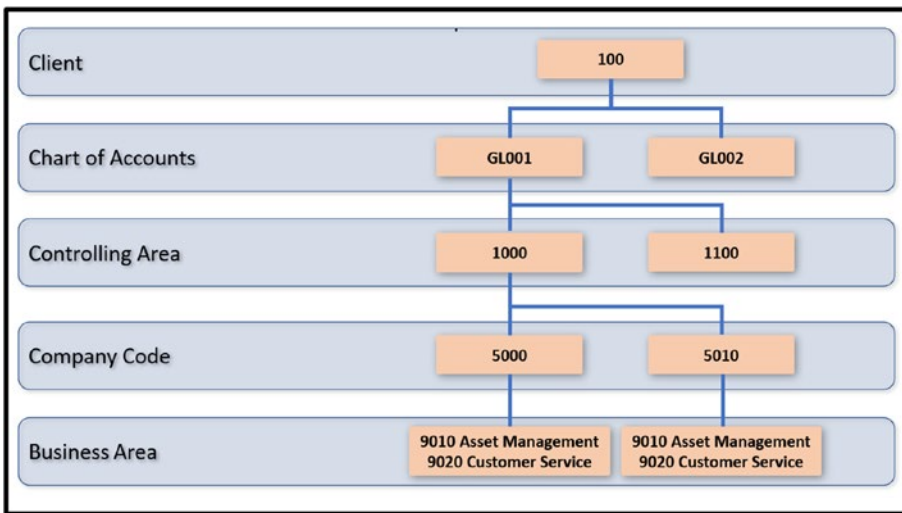 Client
100
Chart of Accounts
GL001
GL002
Controlling Area
1000
1100
Company Code
5000
5010
Business Area
9010 Asset Management
9020 Customer Service
9010 Asset Management
9020 Customer Service